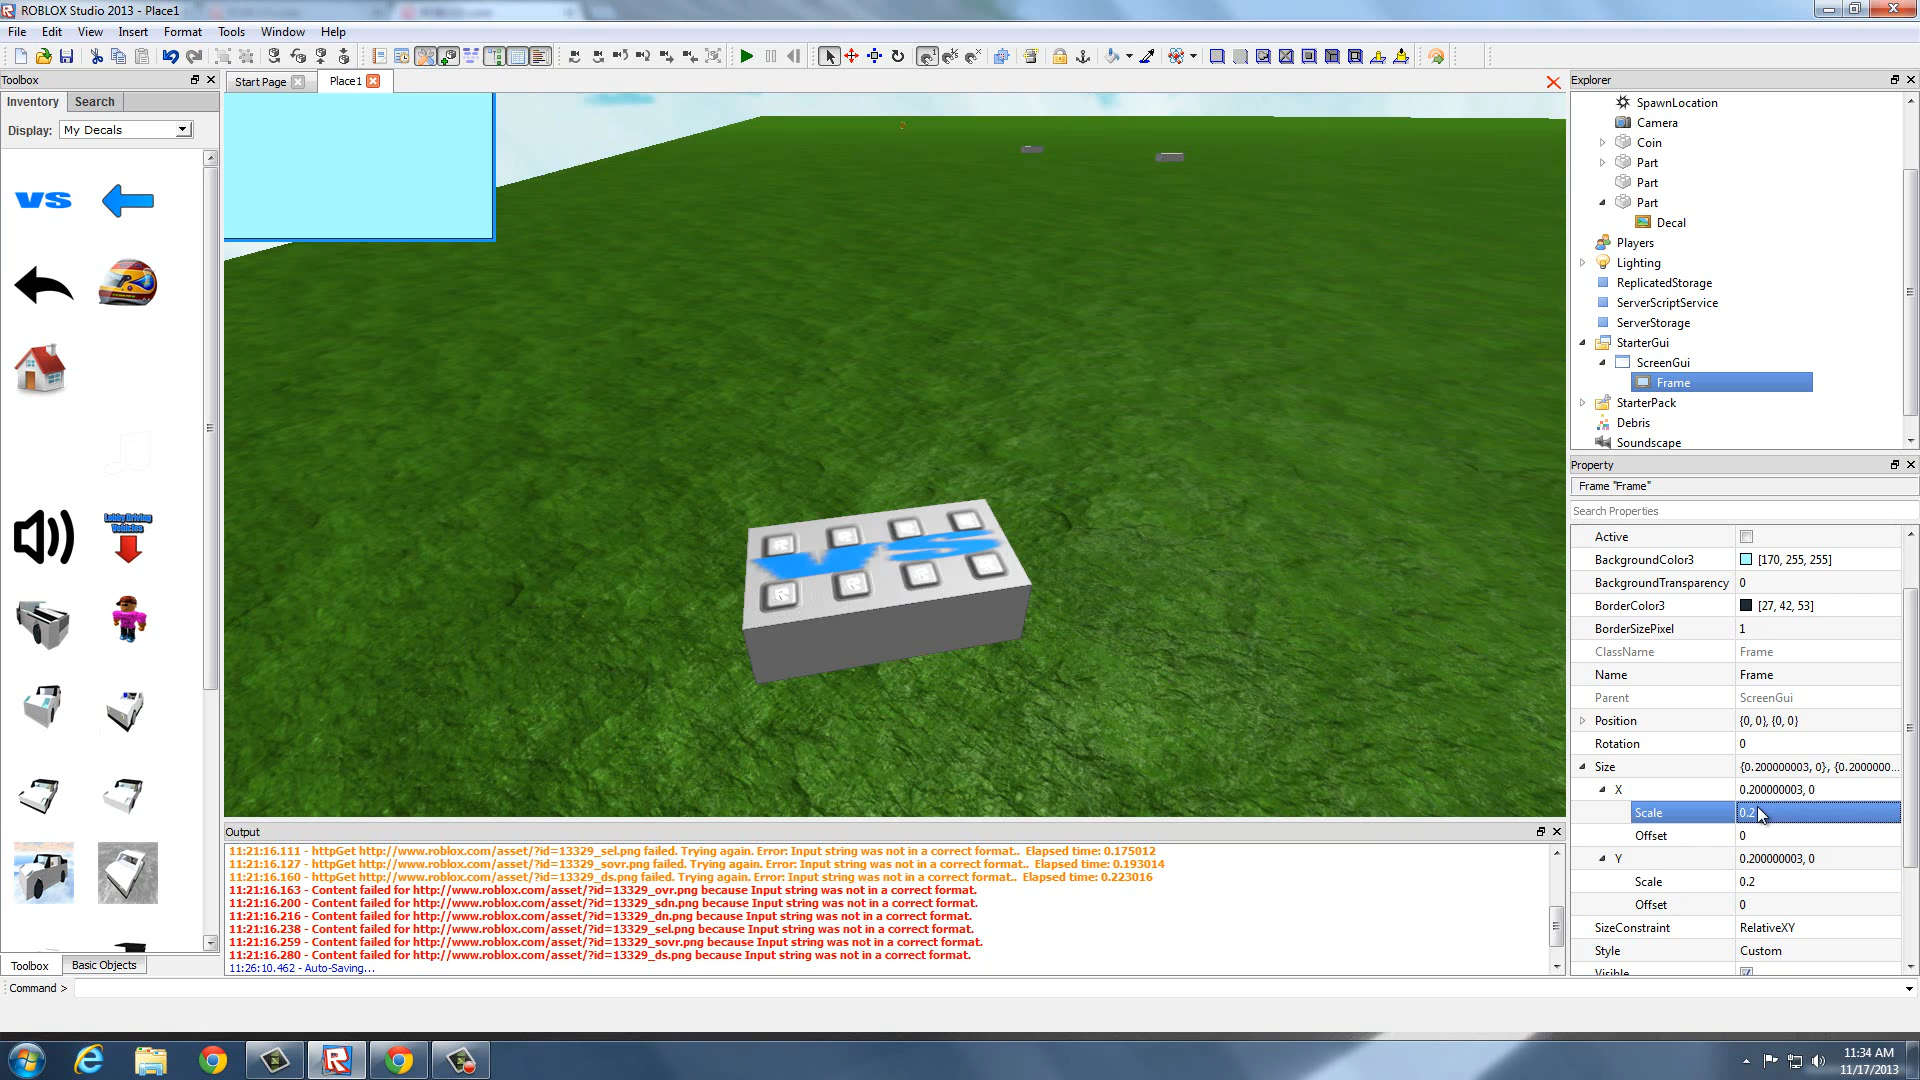 ROBLOX Studio 2013 - Place1
File Edit View Insert Format Tools Window Help
Toolbox
Inventory Search
Display: My Decals
VS
Lobby Driving
Vehicles
Toolbox Basic Objects
Start Page Place1
VS
Output
11:21:16.111 - httpGet http://www.roblox.com/asset/?id=13329_sel.png failed. Trying again. Error: Input string was not in a correct format.. Elapsed time: 0.175012
11:21:16.127 - httpGet http://www.roblox.com/asset/?id=13329_sovr.png failed. Trying again. Error: Input string was not in a correct format.. Elapsed time: 0.193014
11:21:16.160 - httpGet http://www.roblox.com/asset/?id=13329_ds.png failed. Trying again. Error: Input string was not in a correct format.. Elapsed time: 0.223016
11:21:16.163 - Content failed for http://www.roblox.com/asset/?id=13329_ovr.png because Input string was not in a correct format.
11:21:16.200 - Content failed for http://www.roblox.com/asset/?id=13329_sdn.png because Input string was not in a correct format.
11:21:16.216 - Content failed for http://www.roblox.com/asset/?id=13329_dn.png because Input string was not in a correct format.
11:21:16.238 - Content failed for http://www.roblox.com/asset/?id=13329_sel.png because Input string was not in a correct format.
11:21:16.259 - Content failed for http://www.roblox.com/asset/?id=13329_sovr.png because Input string was not in a correct format.
11:21:16.280 - Content failed for http://www.roblox.com/asset/?id=13329_ds.png because Input string was not in a correct format.
11:26:10.462 - Auto-Saving...
Command >
Explorer
SpawnLocation
Camera
Coin
Part
Part
Part
Decal
Players
Lighting
ReplicatedStorage
ServerScriptService
ServerStorage
StarterGui
ScreenGui
Frame
StarterPack
Debris
Soundscape
Property
Frame "Frame"
Search Properties
Active
BackgroundColor3 [170, 255, 255]
BackgroundTransparency 0
BorderColor3 [27, 42, 53]
BorderSizePixel 1
ClassName Frame
Name Frame
Parent ScreenGui
Position {0, 0}, {0, 0}
Rotation 0
Size {0.200000003, 0}, {0.2000000...
X 0.200000003, 0
Scale 0.2
Offset 0
Y 0.200000003, 0
Scale 0.2
Offset 0
SizeConstraint RelativeXY
Style Custom
Visible
11:34 AM
11/17/2013